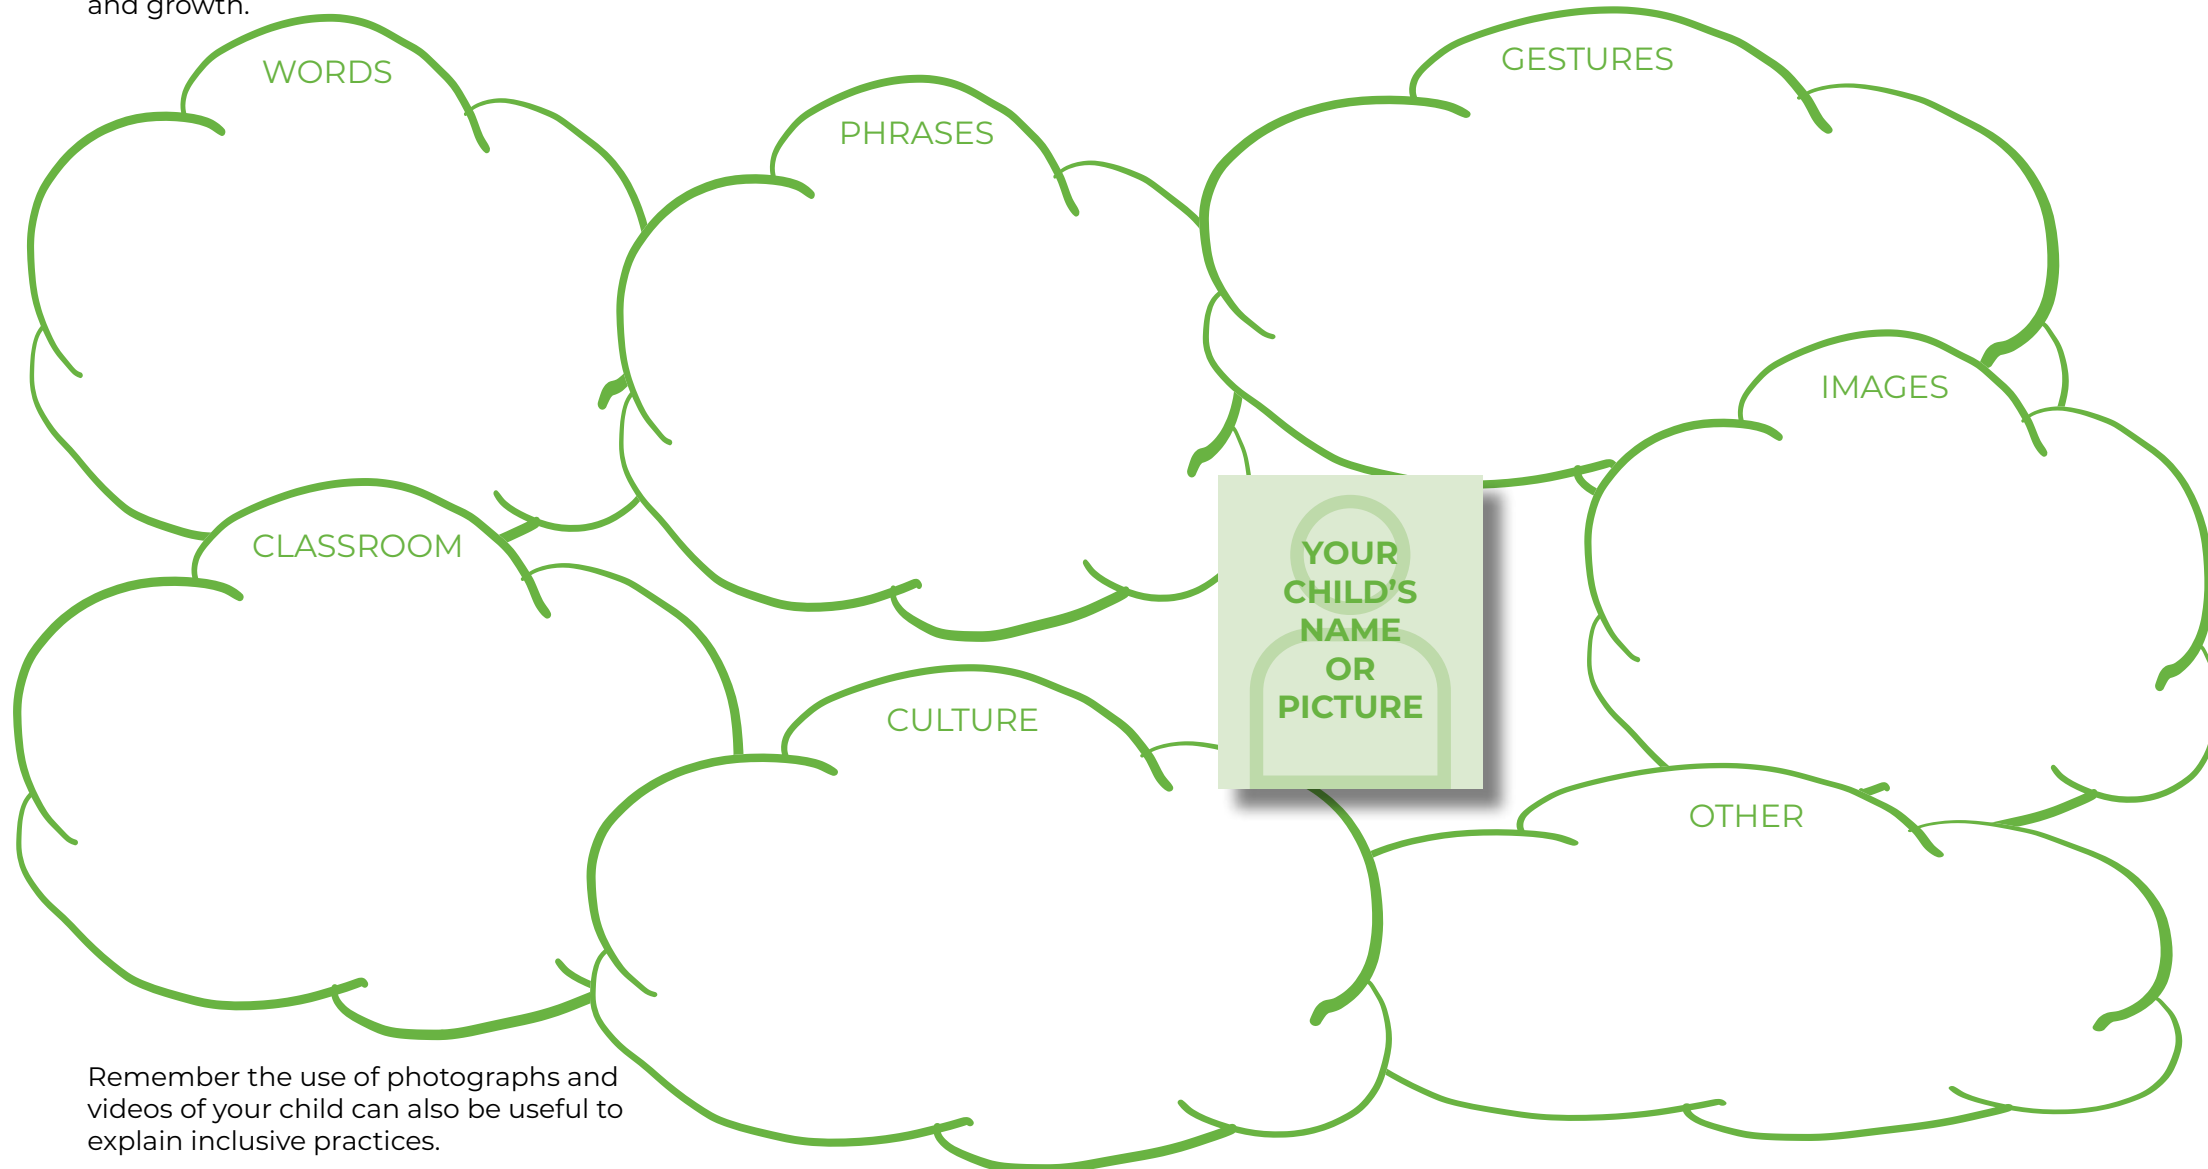 and growth.
WORDS
GESTURES
PHRASES
IMAGES
CLASSROOM
YOUR
CHILD’S
NAME
OR
PICTURE
CULTURE
OTHER
Remember the use of photographs and
videos of your child can also be useful to
explain inclusive practices.